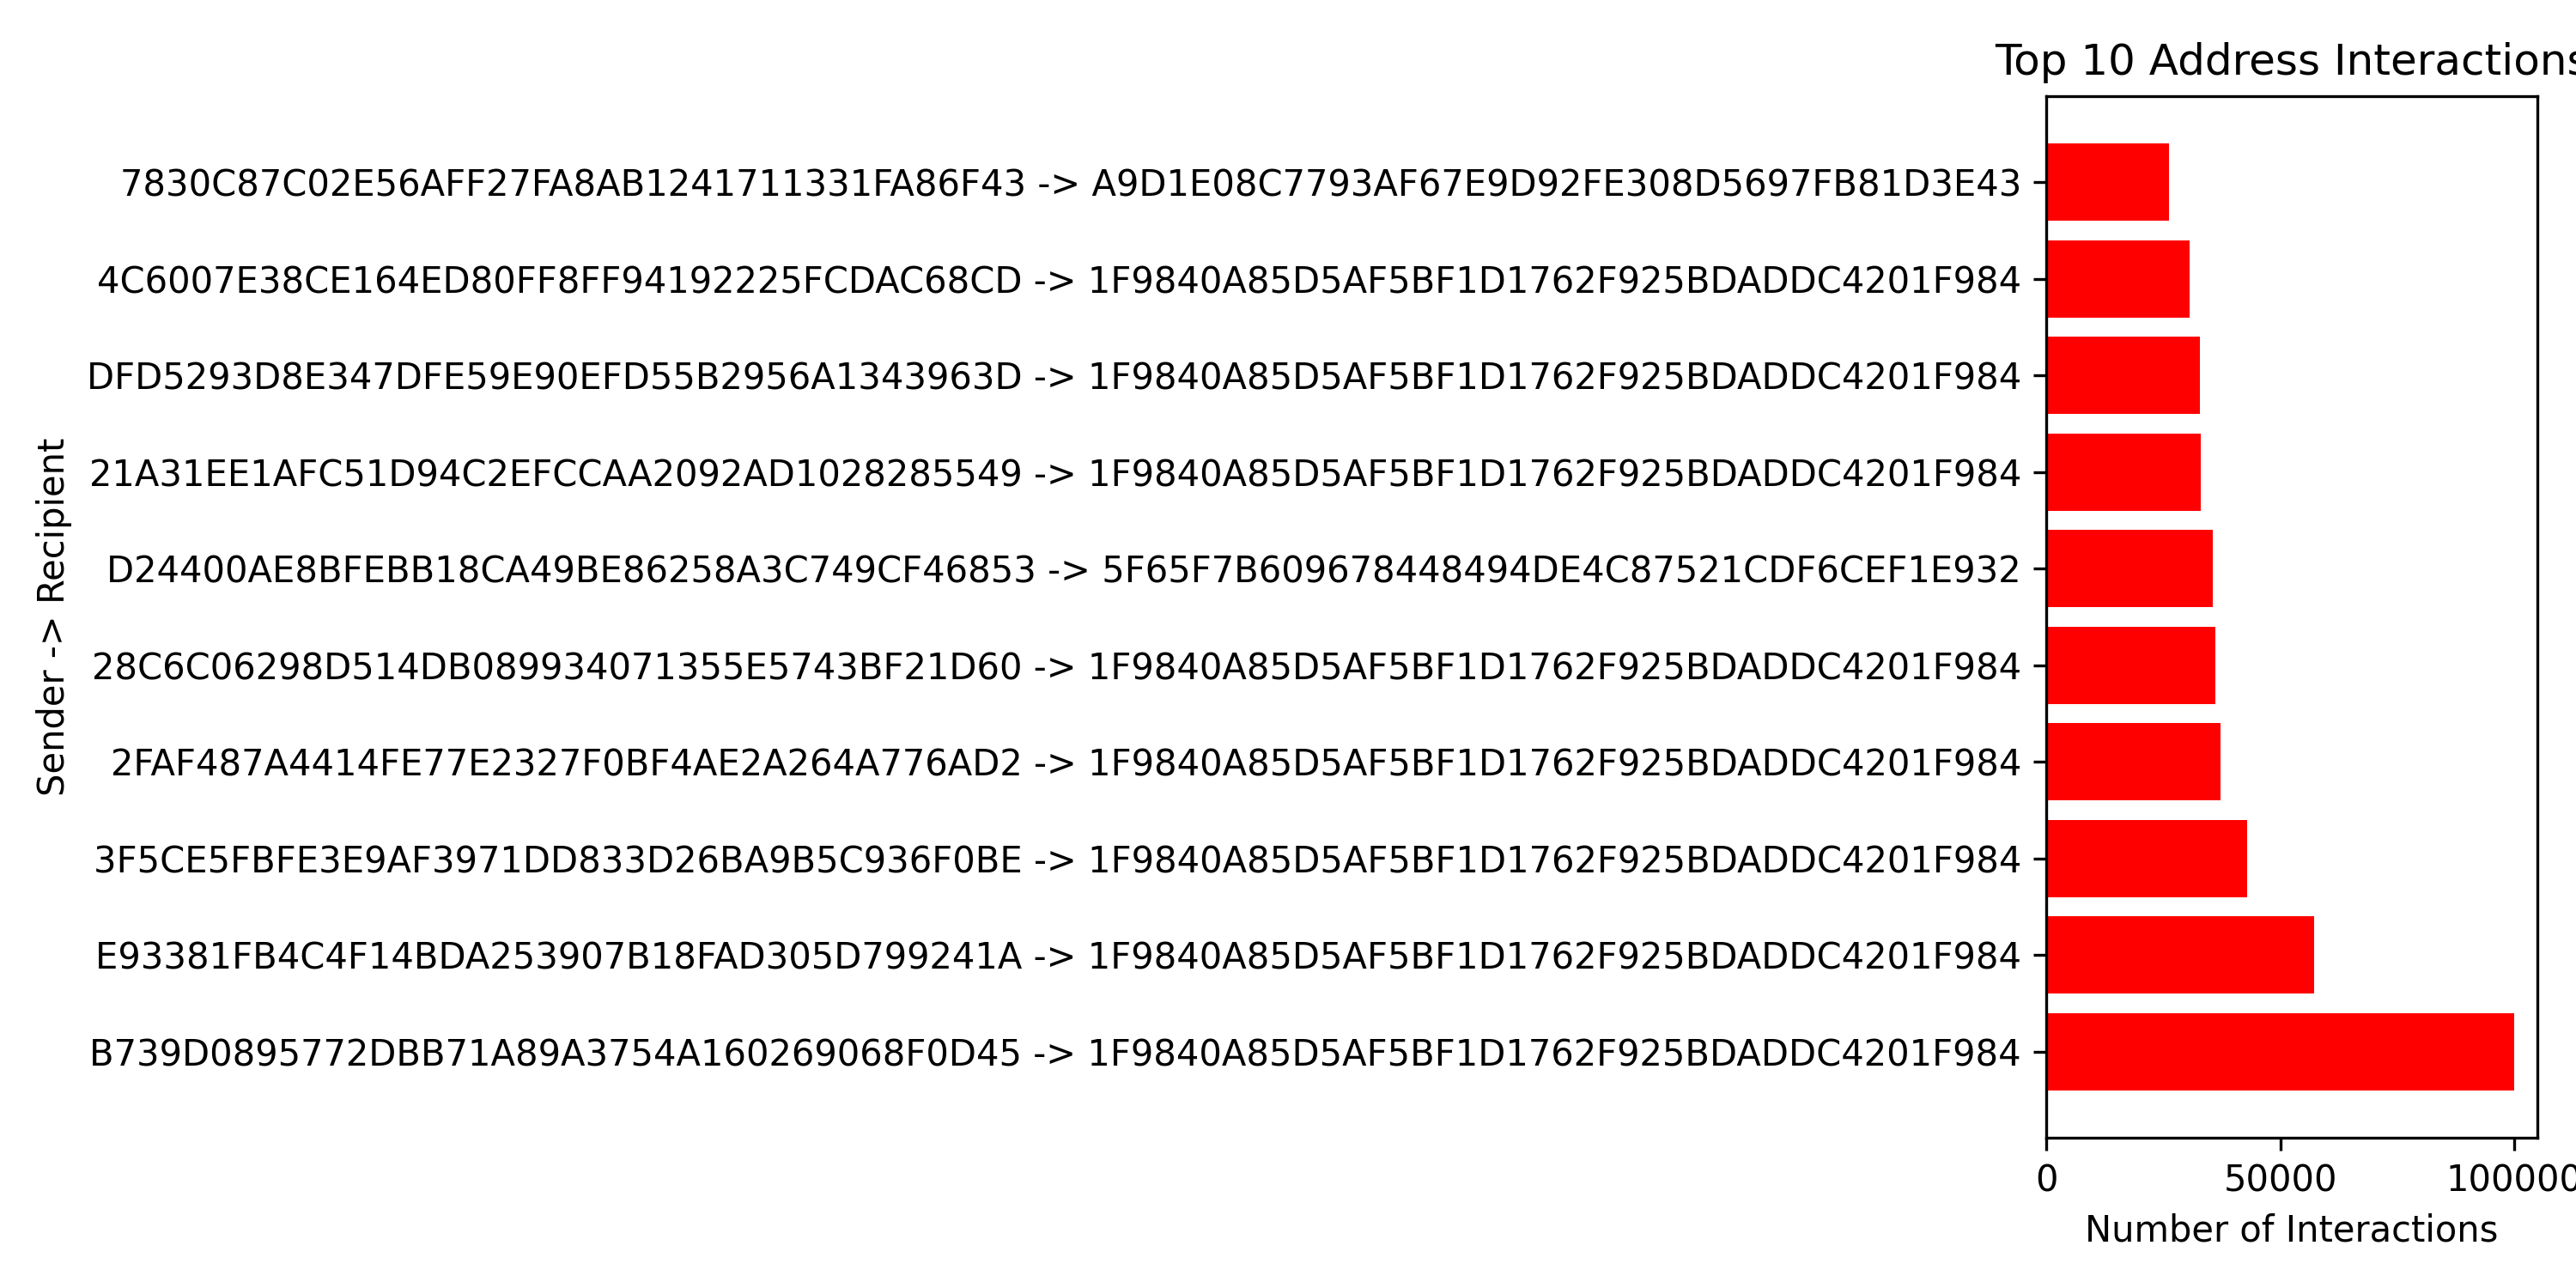 Top 10 Address Interactions
7830C87C02E56AFF27FA8AB1241711331FA86F43 -> A9D1E08C7793AF67E9D92FE308D5697FB81D3E43
4C6007E38CE164ED80FF8FF94192225FCDAC68CD -> 1F9840A85D5AF5BF1D1762F925BDADDC4201F984
DFD5293D8E347DFE59E90EFD55B2956A1343963D -> 1F9840A85D5AF5BF1D1762F925BDADDC4201F984
21A31EE1AFC51D94C2EFCCAA2092AD1028285549 -> 1F9840A85D5AF5BF1D1762F925BDADDC4201F984
D24400AE8BFEBB18CA49BE86258A3C749CF46853 -> 5F65F7B609678448494DE4C87521CDF6CEF1E932
28C6C06298D514DB089934071355E5743BF21D60 -> 1F9840A85D5AF5BF1D1762F925BDADDC4201F984
2FAF487A4414FE77E2327F0BF4AE2A264A776AD2 -> 1F9840A85D5AF5BF1D1762F925BDADDC4201F984
3F5CE5FBFE3E9AF3971DD833D26BA9B5C936F0BE -> 1F9840A85D5AF5BF1D1762F925BDADDC4201F984
E93381FB4C4F14BDA253907B18FAD305D799241A -> 1F9840A85D5AF5BF1D1762F925BDADDC4201F984
B739D0895772DBB71A89A3754A160269068F0D45 -> 1F9840A85D5AF5BF1D1762F925BDADDC4201F984
Sender -> Recipient
0 50000 100000
Number of Interactions